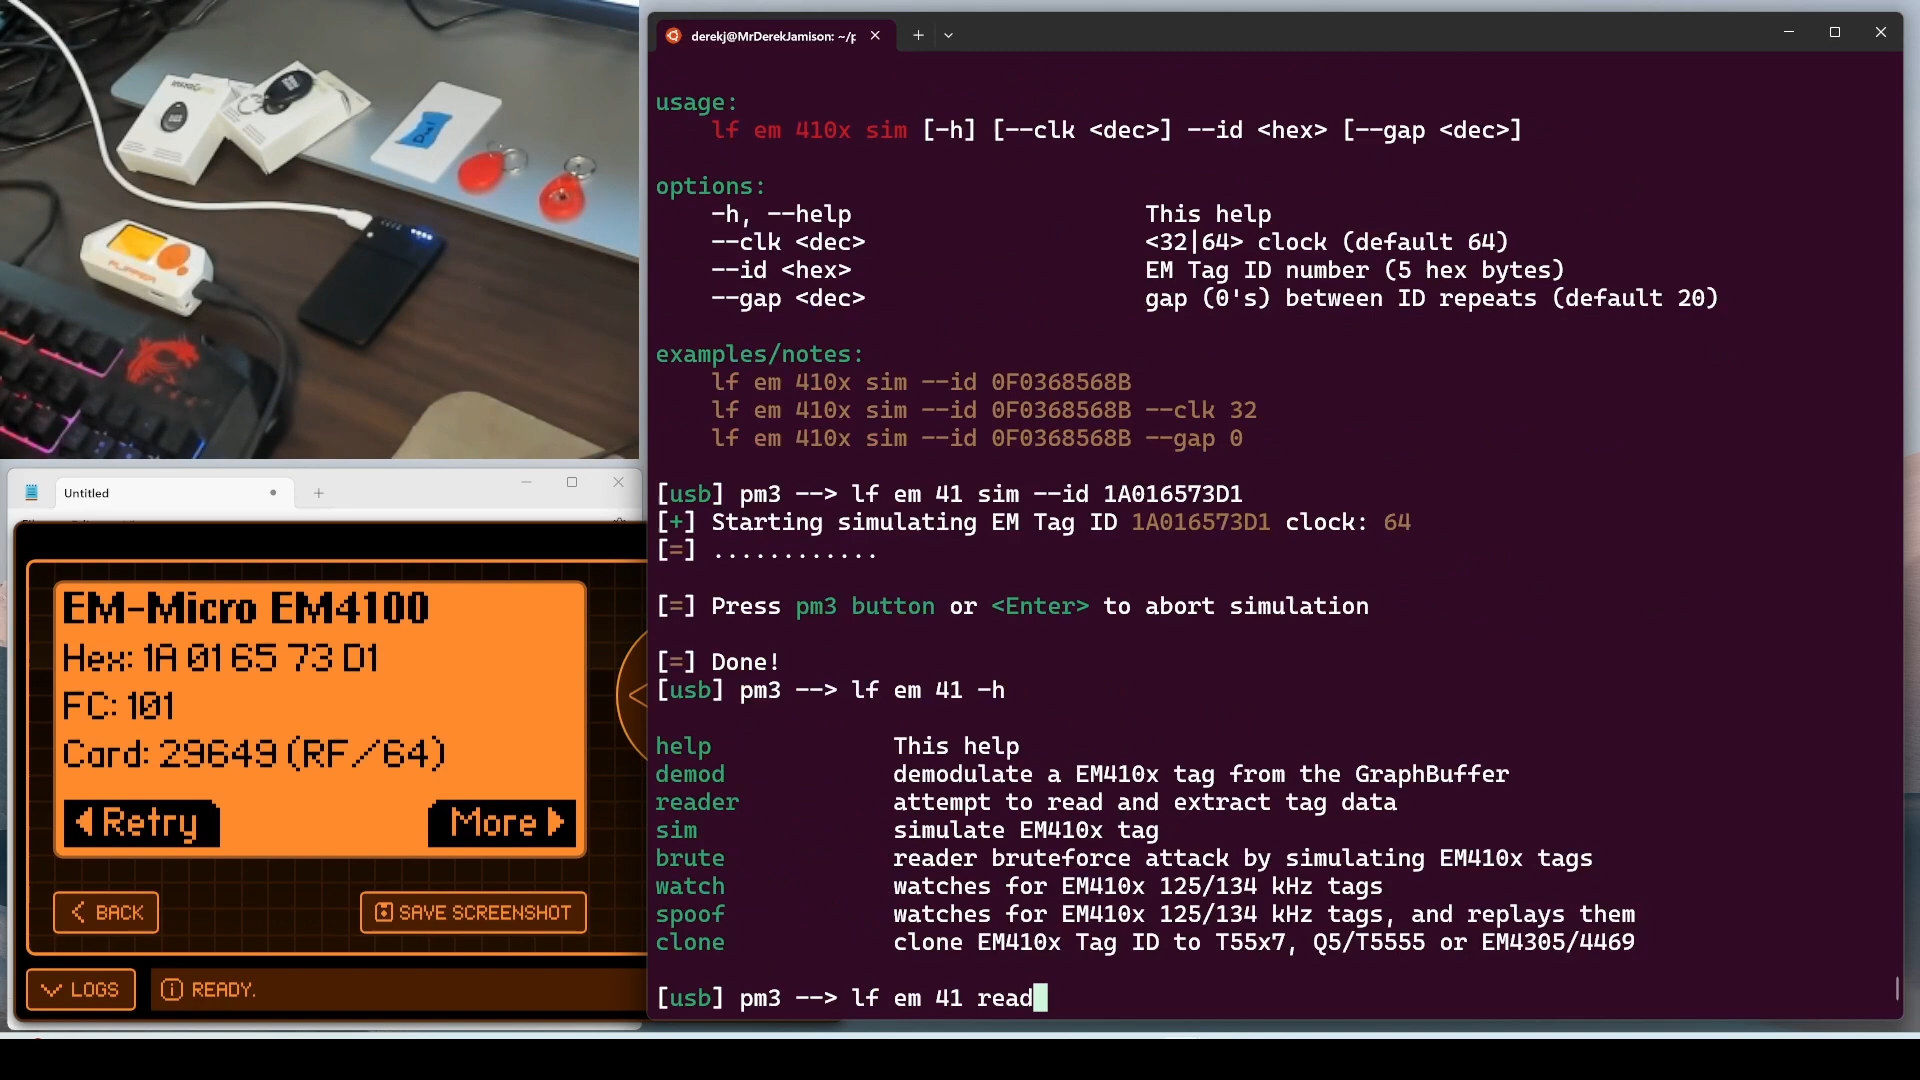 derekj@MrDerekJamison: ~/p
usage:
lf em 410x sim [-h] [--clk <dec>] --id <hex> [--gap <dec>]
options:
-h, --help This help
--clk <dec> <32|64> clock (default 64)
--id <hex> EM Tag ID number (5 hex bytes)
--gap <dec> gap (0's) between ID repeats (default 20)
examples/notes:
lf em 410x sim --id 0F0368568B
lf em 410x sim --id 0F0368568B --clk 32
lf em 410x sim --id 0F0368568B --gap 0
[usb] pm3 --> lf em 41 sim --id 1A016573D1
[+] Starting simulating EM Tag ID 1A016573D1 clock: 64
[=] ............
[=] Press pm3 button or <Enter> to abort simulation
[=] Done!
[usb] pm3 --> lf em 41 -h
help This help
demod demodulate a EM410x tag from the GraphBuffer
reader attempt to read and extract tag data
sim simulate EM410x tag
brute reader bruteforce attack by simulating EM410x tags
watch watches for EM410x 125/134 kHz tags
spoof watches for EM410x 125/134 kHz tags, and replays them
clone clone EM410x Tag ID to T55x7, Q5/T5555 or EM4305/4469
[usb] pm3 --> lf em 41 read
Dual
FLIPPER
Untitled
EM-Micro EM4100
Hex: 1A 01 65 73 D1
FC: 101
Card: 29649 (RF/64)
Retry
More
BACK
SAVE SCREENSHOT
LOGS
READY.